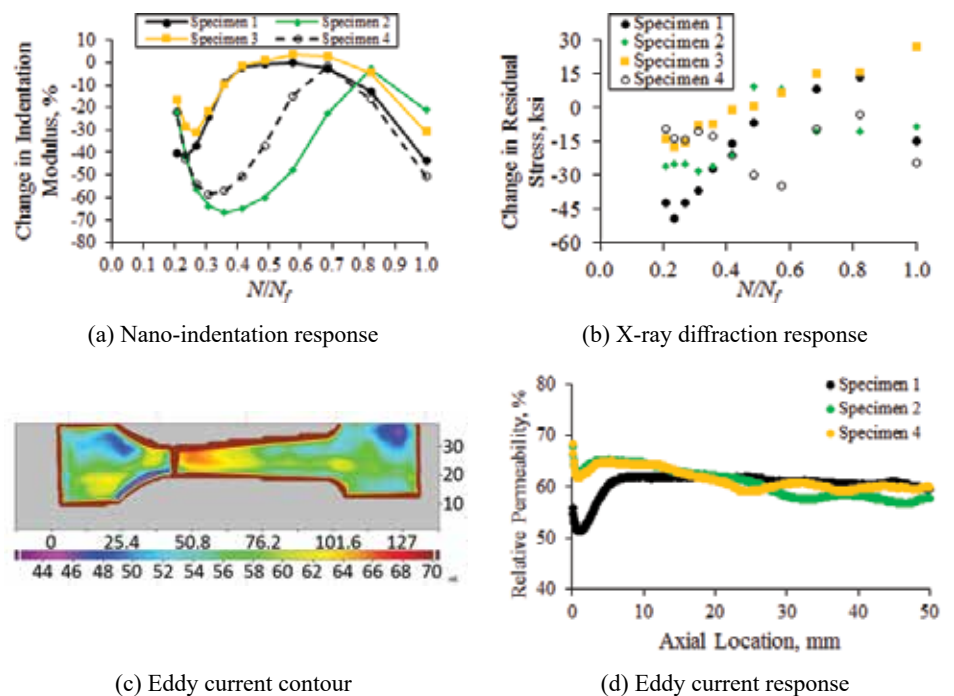 Specimen 1
Specimen 2
Specimen 3
Specimen 4
Change in Indentation
Modulus, %
10
0
-10
-20
-30
-40
-50
-60
-70
-80
0.0 0.1 0.2 0.3 0.4 0.5 0.6 0.7 0.8 0.9 1.0
N/Nf
(a) Nano-indentation response
Specimen 1
Specimen 2
Specimen 3
Specimen 4
Change in Residual
Stress, ksi
30
15
0
-15
-30
-45
-60
0.0 0.2 0.4 0.6 0.8 1.0
N/Nf
(b) X-ray diffraction response
30
20
10
0 25.4 50.8 76.2 101.6 127
44 46 48 50 52 54 56 58 60 62 64 66 68 70
(c) Eddy current contour
Specimen 1
Specimen 2
Specimen 4
Relative Permeability, %
80
70
60
50
40
0 10 20 30 40 50
Axial Location, mm
(d) Eddy current response